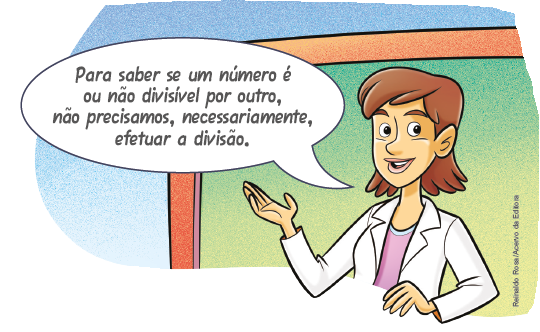 Para saber se um número é
ou não divisível por outro,
não precisamos, necessariamente,
efetuar a divisão.
Reinaldo Rosa/Acervo da Editora